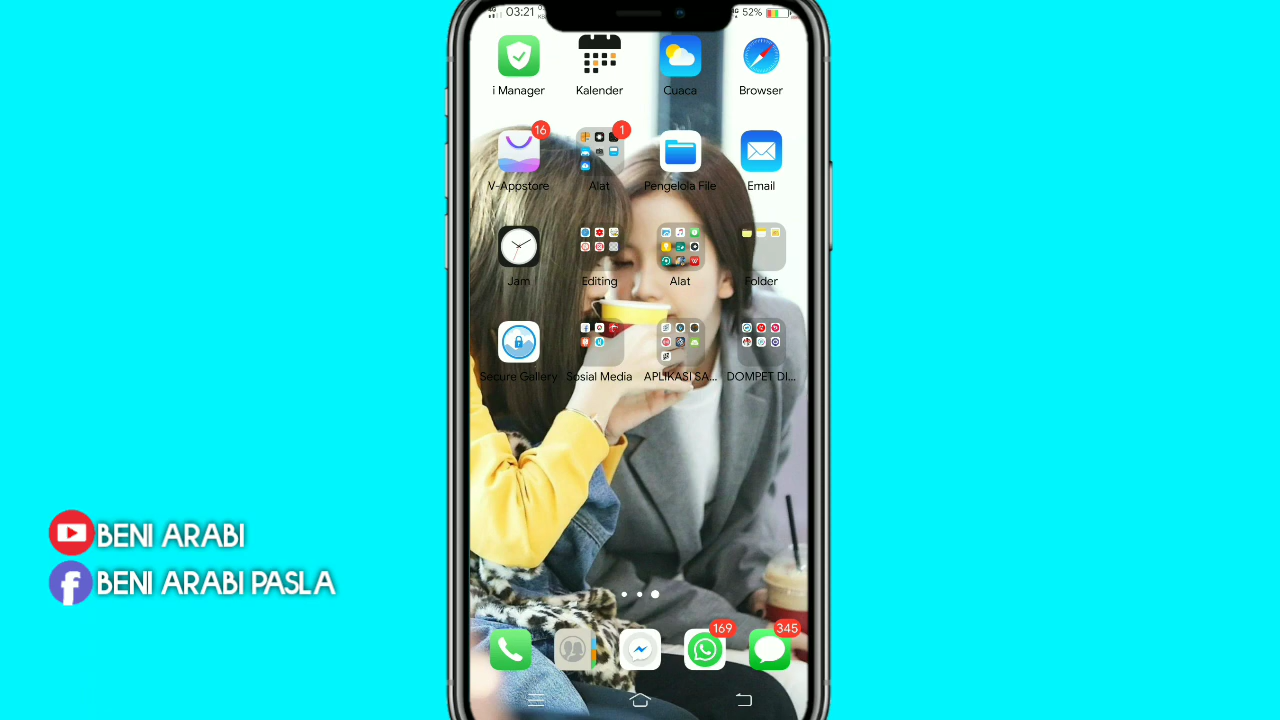 03:21
52%
i Manager
Kalender
Cuaca
Browser
16
1
V-Appstore
Alat
Pengelola File
Email
Jam
Editing
Alat
Folder
Secure Gallery
Sosial Media
APLIKASI SA...
DOMPET DI...
BENI ARABI
BENI ARABI PASLA
169
345